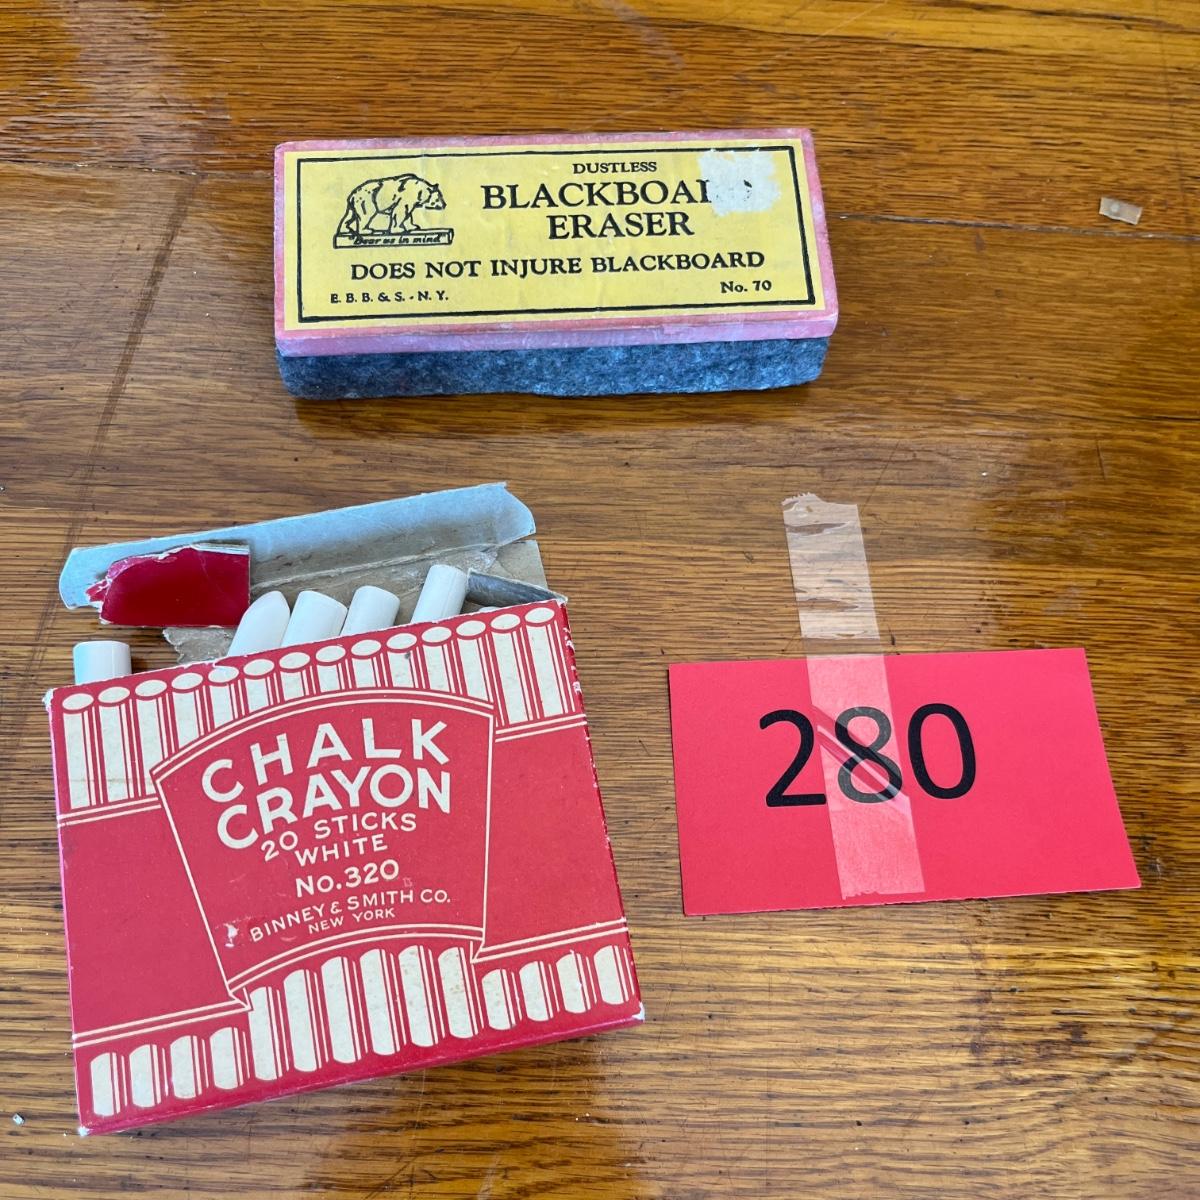 DUSTLESS
BLACKBOAR
ERASER
"Bear us in mind"
DOES NOT INJURE BLACKBOARD
E. B. B. & S. - N. Y.
No. 70
CHALK
CRAYON
20 STICKS
WHITE
No. 320
BINNEY & SMITH CO.
NEW YORK
280